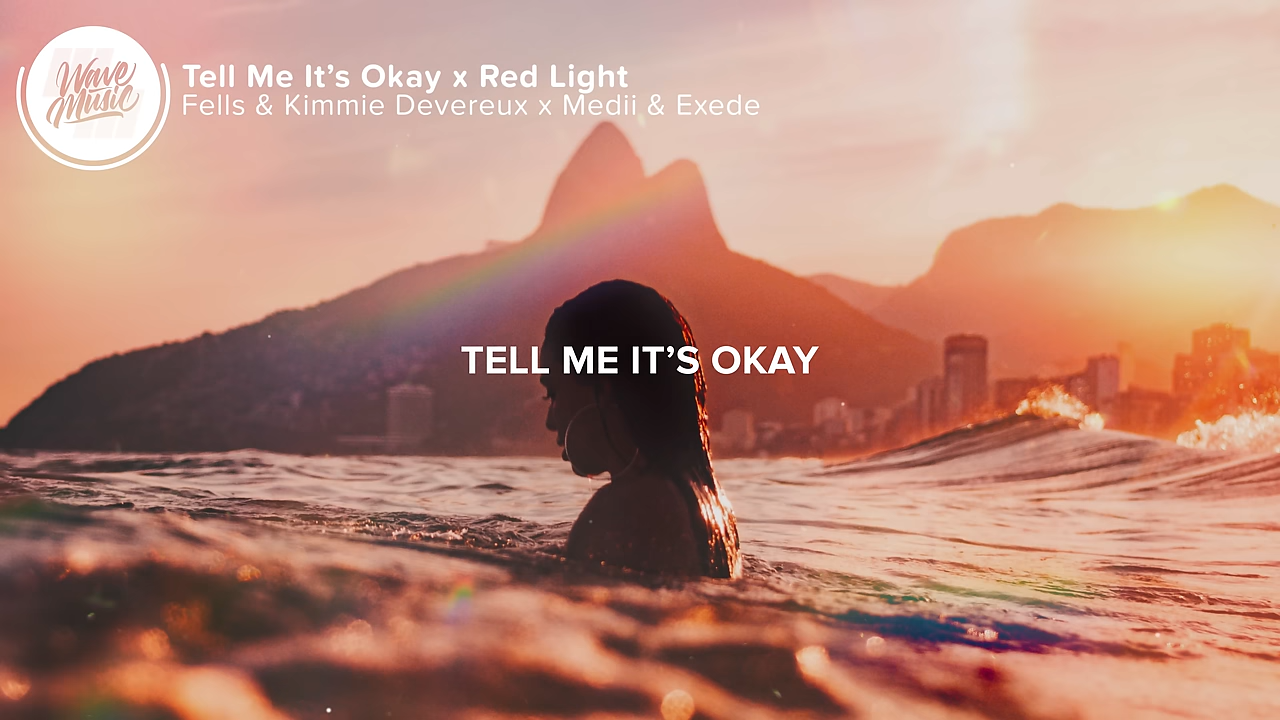 Wave
Music
Tell Me It’s Okay x Red Light
Fells & Kimmie Devereux x Medii & Exede
TELL ME IT’S OKAY